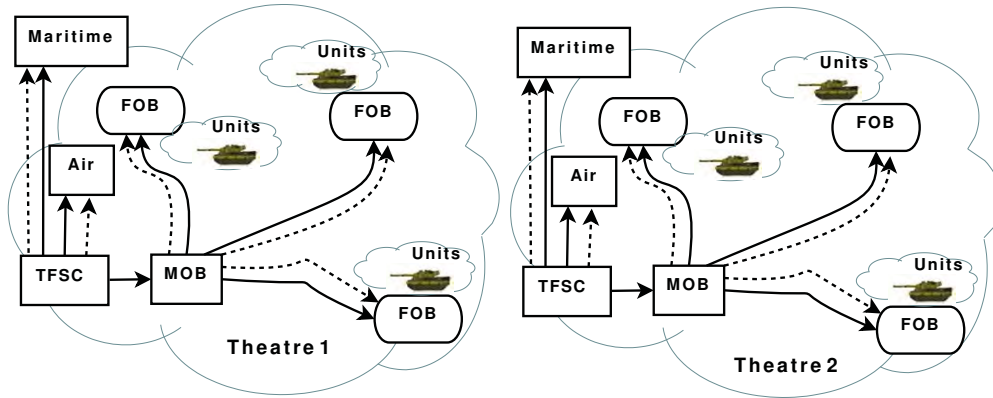 Maritime
Units
FOB
FOB
Units
Air
TFSC
MOB
Units
FOB
Theatre 1
Maritime
Units
FOB
FOB
Units
Air
TFSC
MOB
Units
FOB
Theatre 2